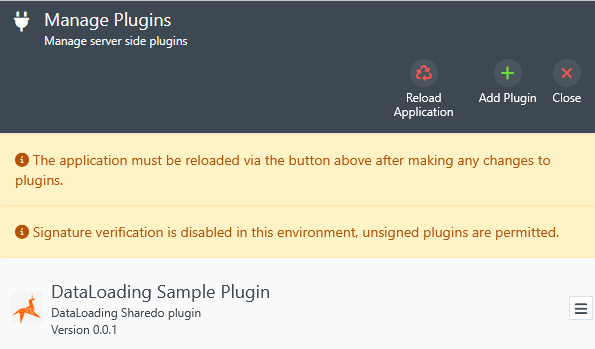 Manage Plugins
Manage server side plugins
Reload
Application
Add Plugin
Close
The application must be reloaded via the button above after making any changes to
plugins.
Signature verification is disabled in this environment, unsigned plugins are permitted.
DataLoading Sample Plugin
DataLoading Sharedo plugin
Version 0.0.1